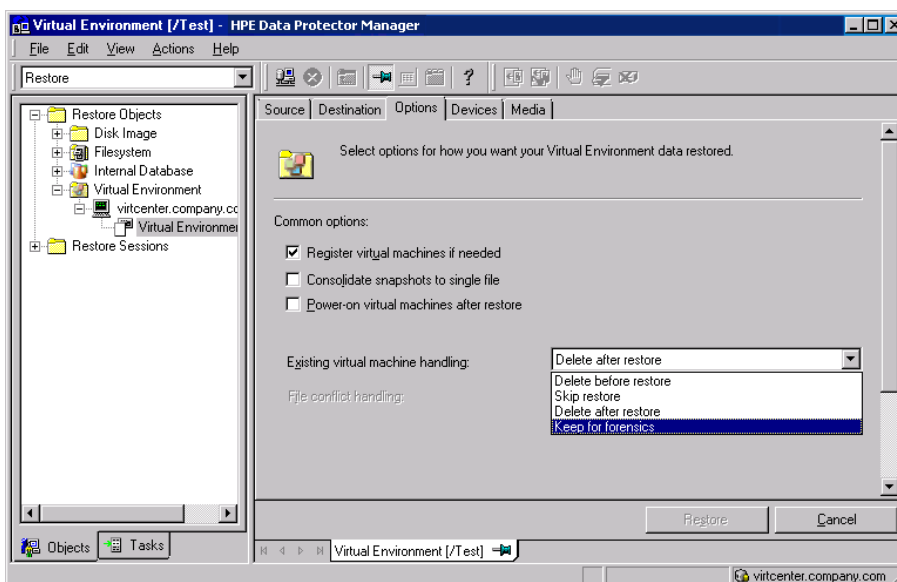 Virtual Environment [/Test] - HPE Data Protector Manager
File Edit View Actions Help
Restore
?
Restore Objects
Disk Image
Filesystem
Internal Database
Virtual Environment
virtcenter.company.co
Virtual Environmen
Restore Sessions
Objects
Tasks
Source Destination Options Devices Media
Select options for how you want your Virtual Environment data restored.
Common options:
Register virtual machines if needed
Consolidate snapshots to single file
Power-on virtual machines after restore
Existing virtual machine handling:
Delete after restore
Delete before restore
Skip restore
Delete after restore
Keep for forensics
File conflict handling:
Restore
Cancel
Virtual Environment [/Test]
virtcenter.company.com